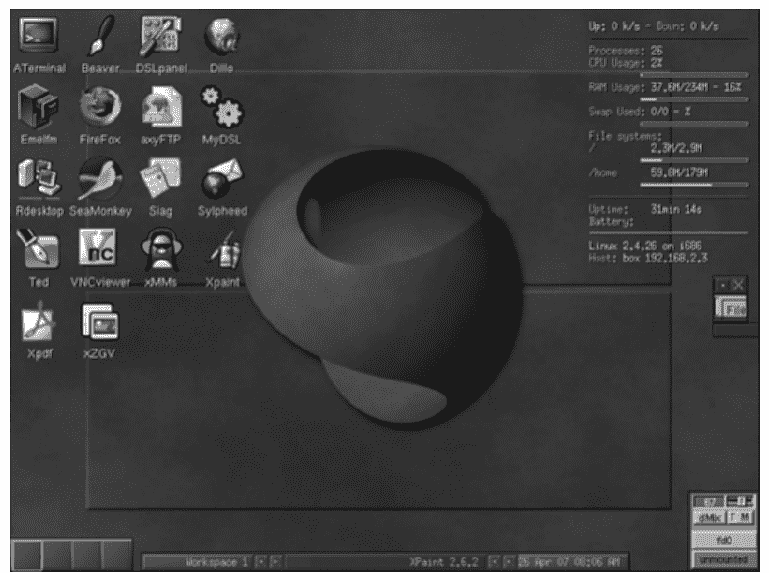 ATerminal Beaver DSLpanel Dillo
Emelfm FireFox axyFTP MyDSL
Rdesktop SeaMonkey Siag Sylpheed
Ted VNCviewer xMMs Xpaint
Xpdf xZGV
Up: 0 k/s - Down: 0 k/s
Processes: 26
CPU Usage: 2%
RAM Usage: 37.6M/234M - 16%
Swap Used: 0/0 - %
File systems:
/ 2.3M/2.9M
/home 59.8M/179M
Uptime: 31min 14s
Battery:
Linux 2.4.26 on i686
Host: box 192.168.2.3
fd0
unmounted
Workspace 1
XPaint 2.6.2
26 Apr 07 08:06 AM